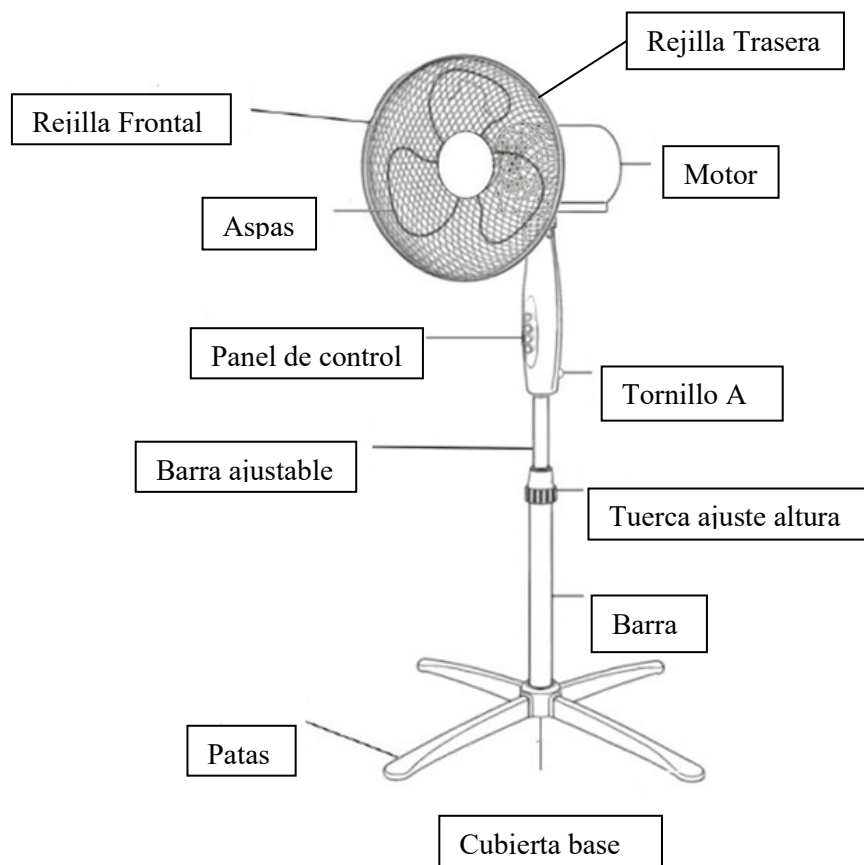 Rejilla Trasera
Rejilla Frontal
Motor
Aspas
Panel de control
Tornillo A
Barra ajustable
Tuerca ajuste altura
Barra
Patas
Cubierta base